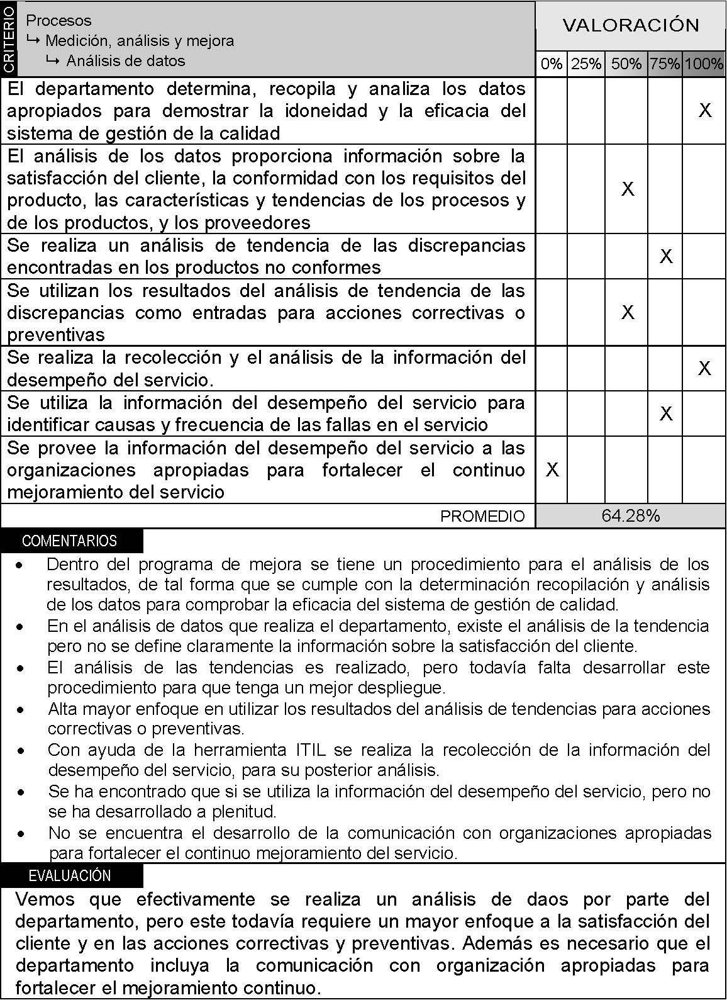 CRITERIO
Procesos
↳ Medición, análisis y mejora
↳ Análisis de datos
VALORACIÓN
0% 25% 50% 75% 100%
El departamento determina, recopila y analiza los datos
apropiados para demostrar la idoneidad y la eficacia del
sistema de gestión de la calidad
X
El análisis de los datos proporciona información sobre la
satisfacción del cliente, la conformidad con los requisitos del
producto, las características y tendencias de los procesos y
de los productos, y los proveedores
X
Se realiza un análisis de tendencia de las discrepancias
encontradas en los productos no conformes
X
Se utilizan los resultados del análisis de tendencia de las
discrepancias como entradas para acciones correctivas o
preventivas
X
Se realiza la recolección y el análisis de la información del
desempeño del servicio.
X
Se utiliza la información del desempeño del servicio para
identificar causas y frecuencia de las fallas en el servicio
X
Se provee la información del desempeño del servicio a las
organizaciones apropiadas para fortalecer el continuo
mejoramiento del servicio
X
PROMEDIO 64.28%
COMENTARIOS
• Dentro del programa de mejora se tiene un procedimiento para el análisis de los
resultados, de tal forma que se cumple con la determinación recopilación y análisis
de los datos para comprobar la eficacia del sistema de gestión de calidad.
• En el análisis de datos que realiza el departamento, existe el análisis de la tendencia
pero no se define claramente la información sobre la satisfacción del cliente.
• El análisis de las tendencias es realizado, pero todavía falta desarrollar este
procedimiento para que tenga un mejor despliegue.
• Alta mayor enfoque en utilizar los resultados del análisis de tendencias para acciones
correctivas o preventivas.
• Con ayuda de la herramienta ITIL se realiza la recolección de la información del
desempeño del servicio, para su posterior análisis.
• Se ha encontrado que si se utiliza la información del desempeño del servicio, pero no
se ha desarrollado a plenitud.
• No se encuentra el desarrollo de la comunicación con organizaciones apropiadas
para fortalecer el continuo mejoramiento del servicio.
EVALUACIÓN
Vemos que efectivamente se realiza un análisis de daos por parte del
departamento, pero este todavía requiere un mayor enfoque a la satisfacción del
cliente y en las acciones correctivas y preventivas. Además es necesario que el
departamento incluya la comunicación con organización apropiadas para
fortalecer el mejoramiento continuo.